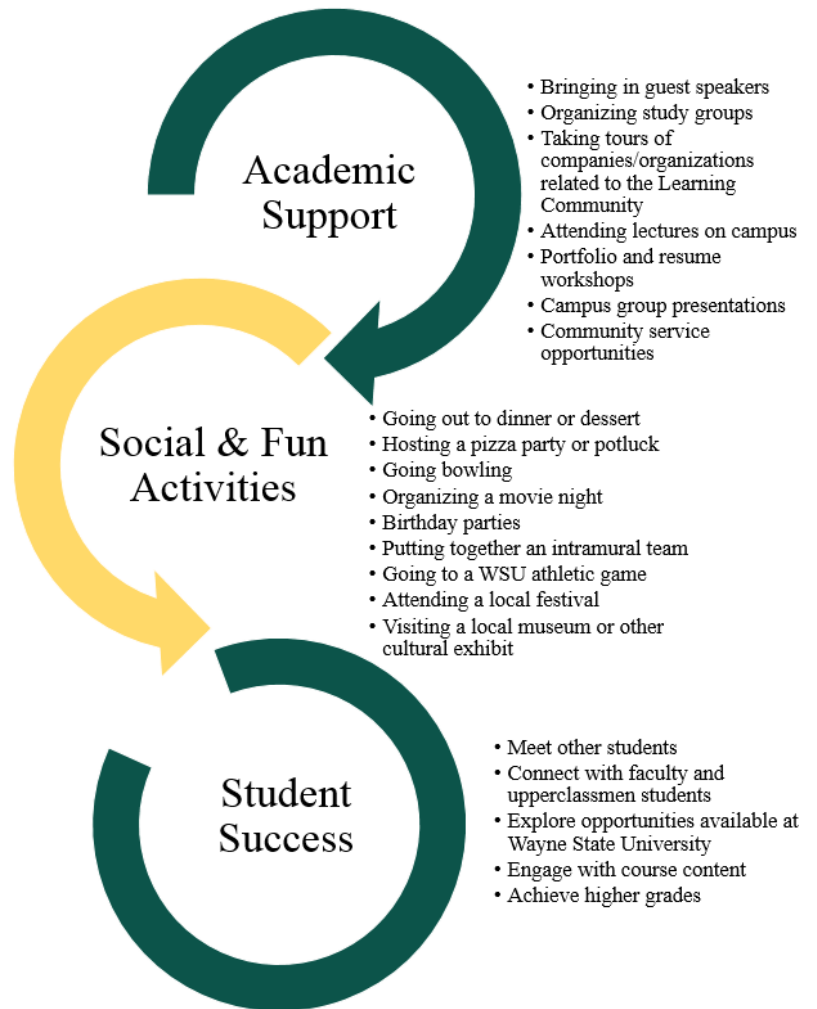 Academic
Support
• Bringing in guest speakers
• Organizing study groups
• Taking tours of
companies/organizations
related to the Learning
Community
• Attending lectures on campus
• Portfolio and resume
workshops
• Campus group presentations
• Community service
opportunities
Social & Fun
Activities
• Going out to dinner or dessert
• Hosting a pizza party or potluck
• Going bowling
• Organizing a movie night
• Birthday parties
• Putting together an intramural team
• Going to a WSU athletic game
• Attending a local festival
• Visiting a local museum or other
cultural exhibit
Student
Success
• Meet other students
• Connect with faculty and
upperclassmen students
• Explore opportunities available at
Wayne State University
• Engage with course content
• Achieve higher grades